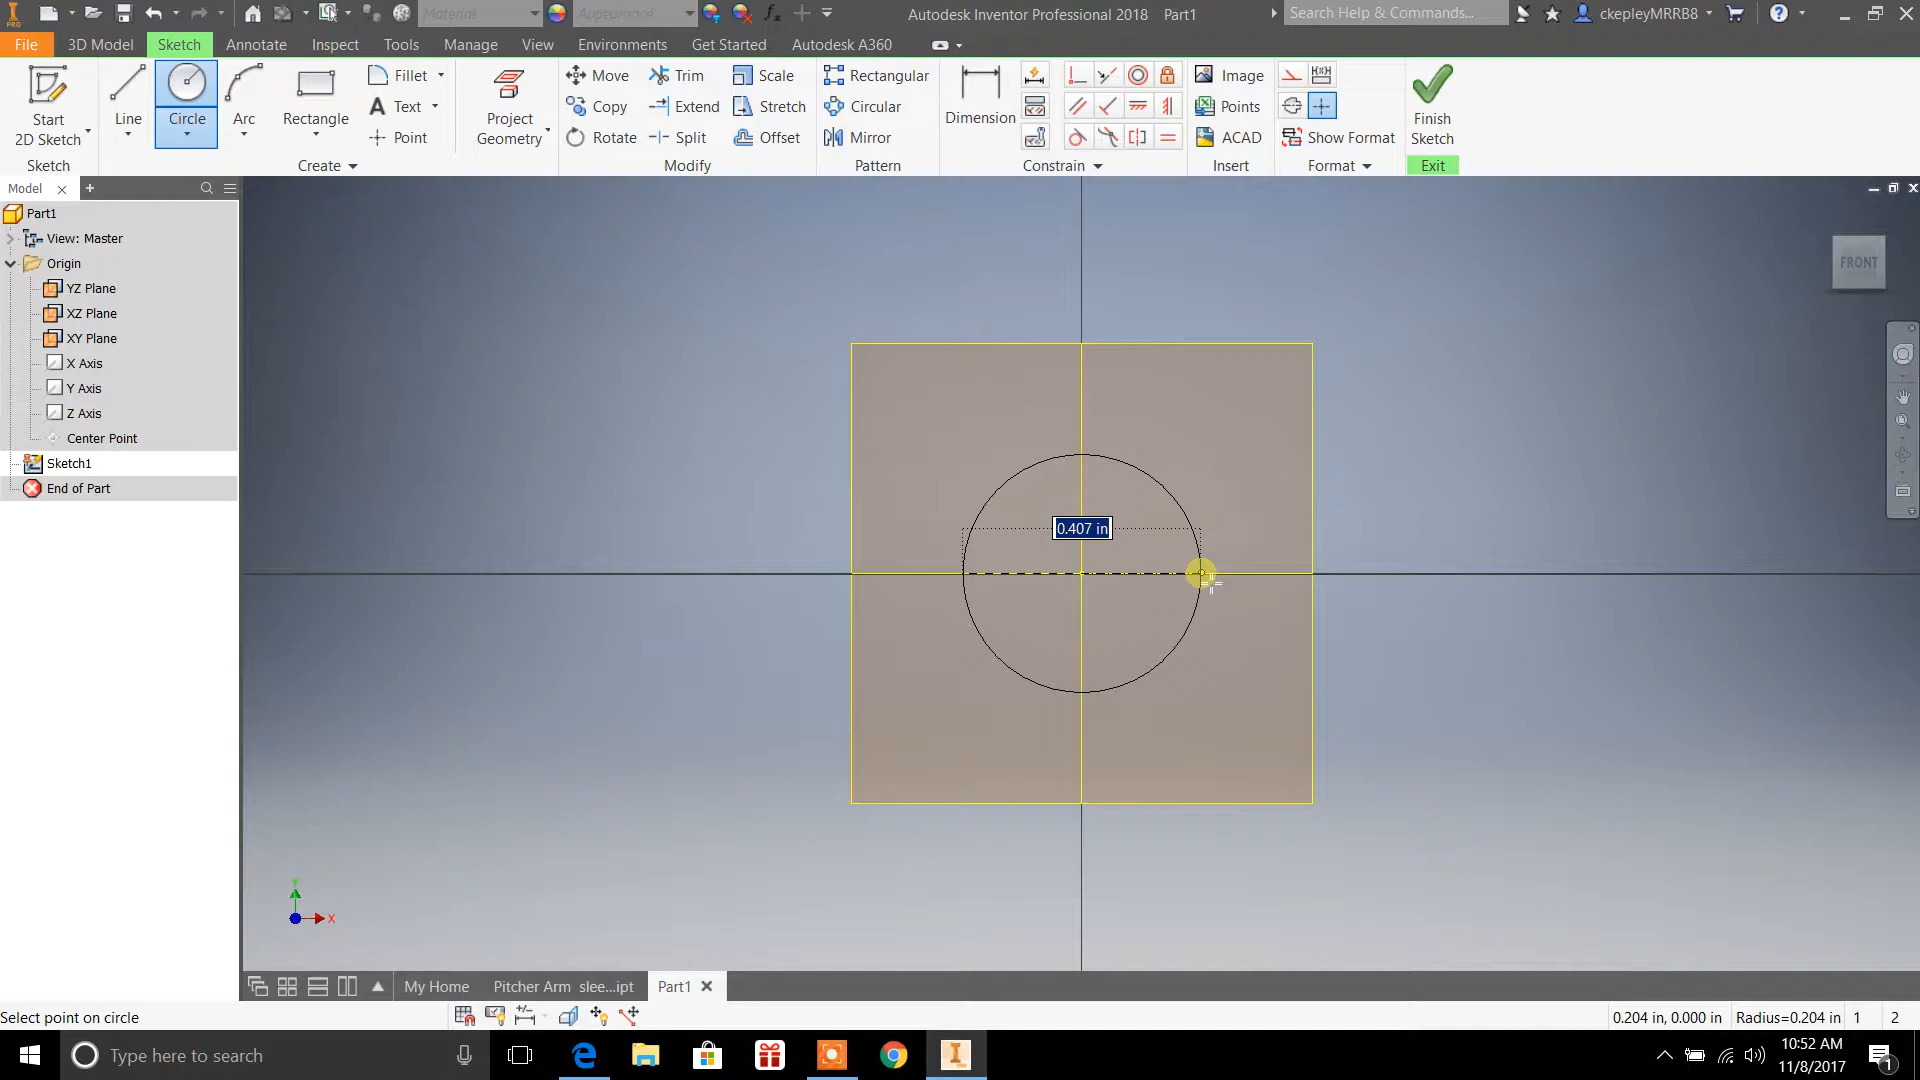 Material
Appearance
Autodesk Inventor Professional 2018 Part1
Search Help & Commands...
ckepleyMRRB8
PRO
File 3D Model Sketch Annotate Inspect Tools Manage View Environments Get Started Autodesk A360
Start
2D Sketch
Line
Circle
Arc
Rectangle
Fillet
Text
Point
Project
Geometry
Move
Copy
Rotate
Trim
Extend
Split
Scale
Stretch
Offset
Rectangular
Circular
Mirror
Dimension
Image
Points
ACAD
Show Format
Finish
Sketch
Sketch Create Modify Pattern Constrain Insert Format Exit
Model
Part1
View: Master
Origin
YZ Plane
XZ Plane
XY Plane
X Axis
Y Axis
Z Axis
Center Point
Sketch1
End of Part
FRONT
0.407 in
Y
X
My Home Pitcher Arm slee...ipt Part1
Select point on circle
0.204 in, 0.000 in Radius=0.204 in 1 2
Type here to search
10:52 AM
11/8/2017
1